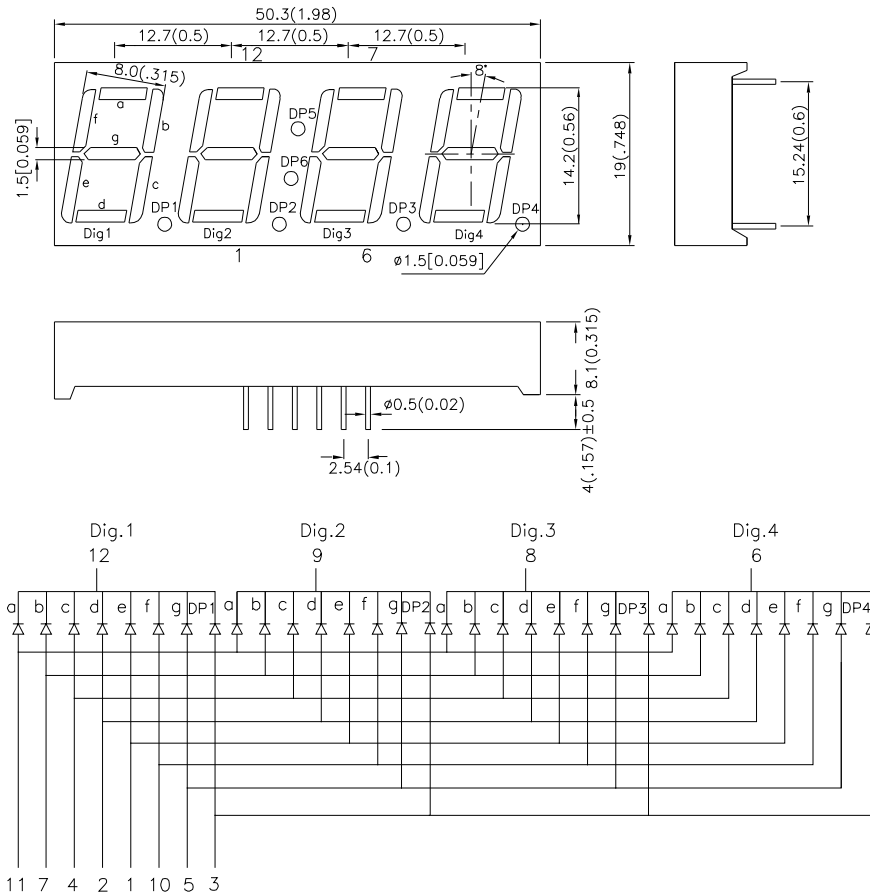 50.3(1.98)
12.7(0.5) 12.7(0.5) 12.7(0.5)
12 7
8.0(.315)
8°
a
f b
g
e c
d
DP5
DP6
DP1 DP2 DP3 DP4
Dig1 Dig2 Dig3 Dig4
1 6
1.5[0.059]
ø1.5[0.059]
14.2(0.56)
19(.748)
15.24(0.6)
8.1(0.315)
ø0.5(0.02)
2.54(0.1)
4(.157)±0.5
Dig.1 Dig.2 Dig.3 Dig.4
12 9 8 6
a b c d e f g DP1 a b c d e f g DP2 a b c d e f g DP3 a b c d e f g DP4
11 7 4 2 1 10 5 3